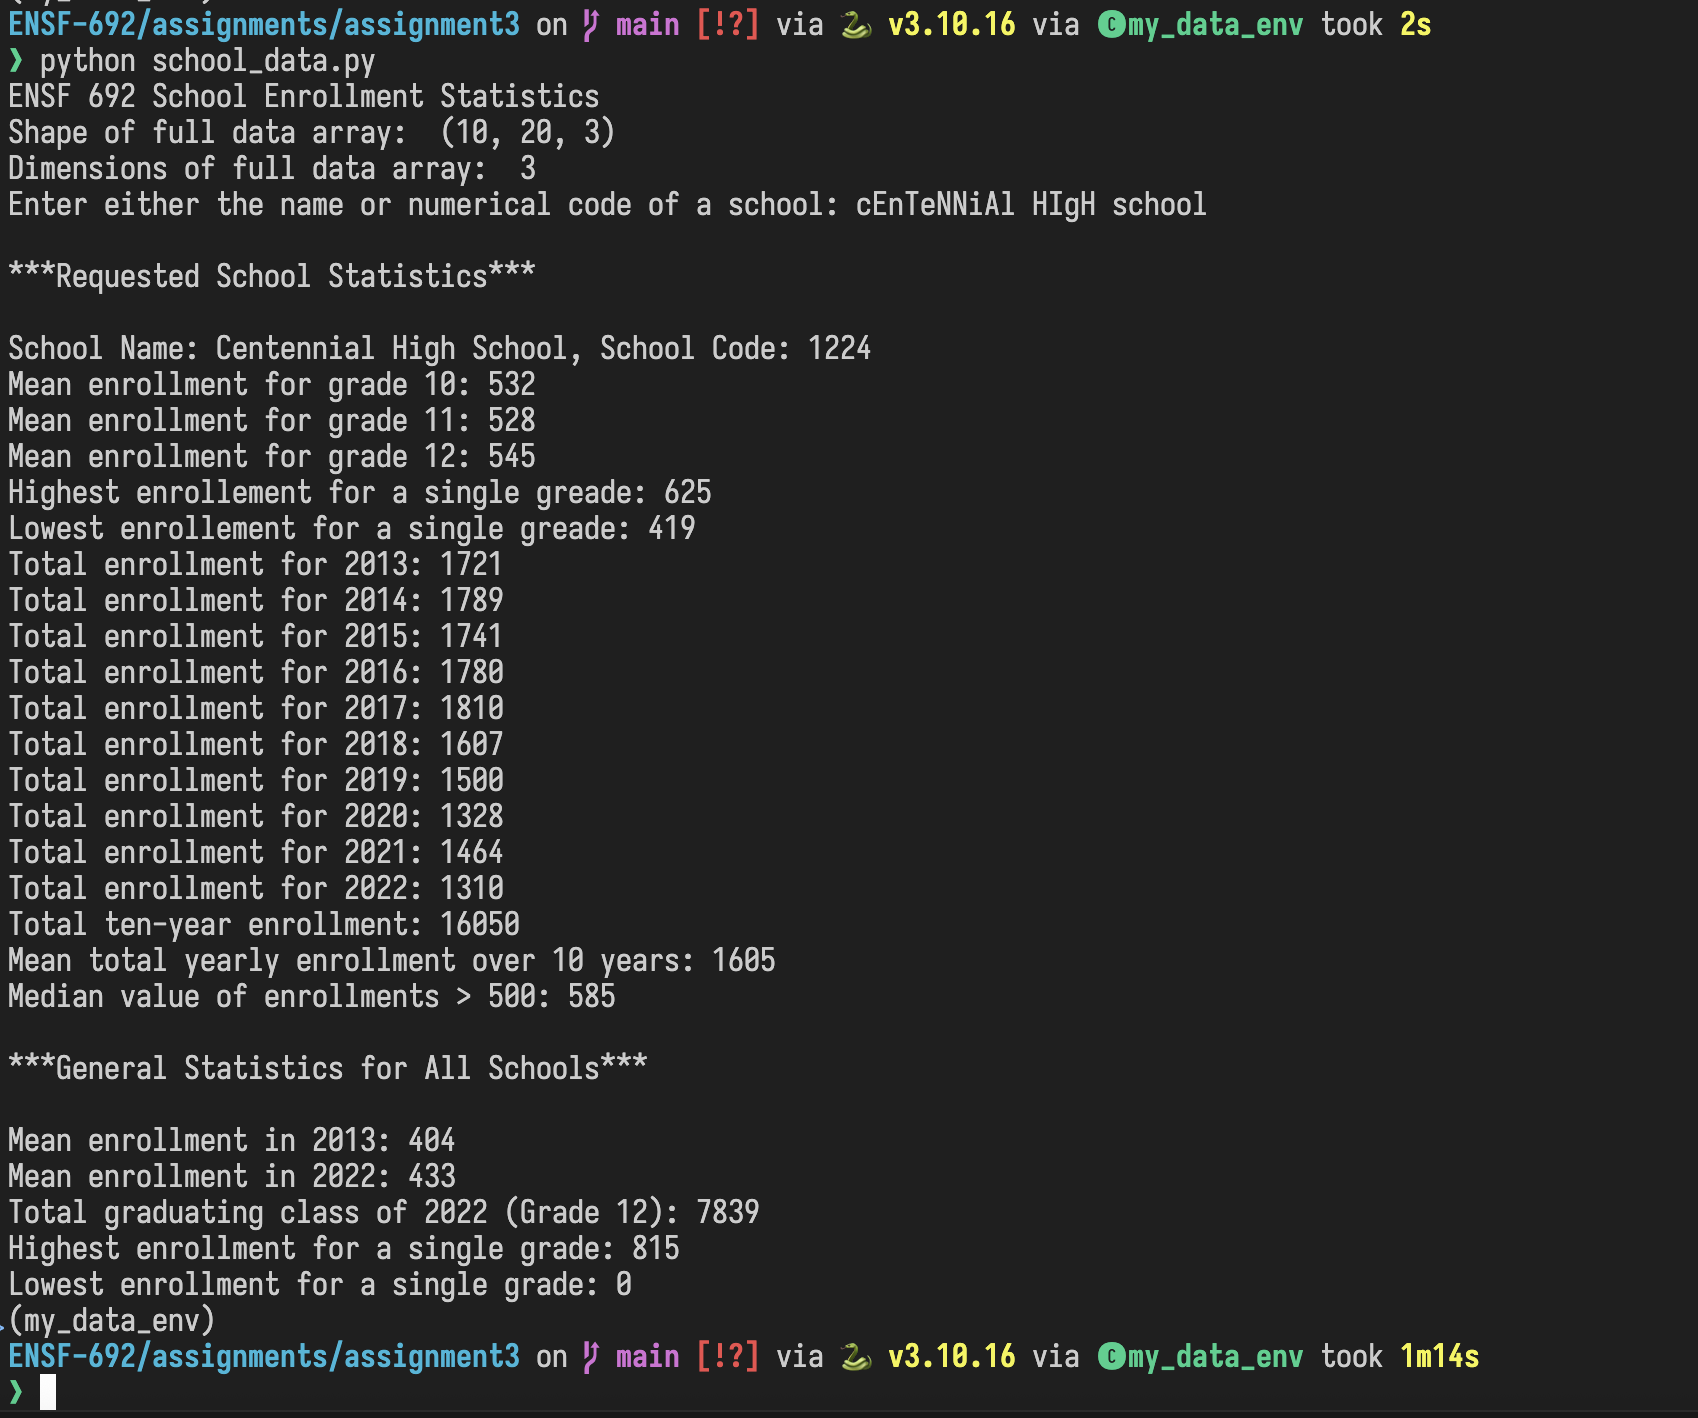 ENSF-692/assignments/assignment3 on main [!?] via 🐍 v3.10.16 via Ⓒ my_data_env took 2s
❯ python school_data.py
ENSF 692 School Enrollment Statistics
Shape of full data array:  (10, 20, 3)
Dimensions of full data array:  3
Enter either the name or numerical code of a school: cEnTeNNiAl HIgH school
***Requested School Statistics***
School Name: Centennial High School, School Code: 1224
Mean enrollment for grade 10: 532
Mean enrollment for grade 11: 528
Mean enrollment for grade 12: 545
Highest enrollement for a single greade: 625
Lowest enrollement for a single greade: 419
Total enrollment for 2013: 1721
Total enrollment for 2014: 1789
Total enrollment for 2015: 1741
Total enrollment for 2016: 1780
Total enrollment for 2017: 1810
Total enrollment for 2018: 1607
Total enrollment for 2019: 1500
Total enrollment for 2020: 1328
Total enrollment for 2021: 1464
Total enrollment for 2022: 1310
Total ten-year enrollment: 16050
Mean total yearly enrollment over 10 years: 1605
Median value of enrollments > 500: 585
***General Statistics for All Schools***
Mean enrollment in 2013: 404
Mean enrollment in 2022: 433
Total graduating class of 2022 (Grade 12): 7839
Highest enrollment for a single grade: 815
Lowest enrollment for a single grade: 0
(my_data_env)
ENSF-692/assignments/assignment3 on main [!?] via 🐍 v3.10.16 via Ⓒ my_data_env took 1m14s
❯